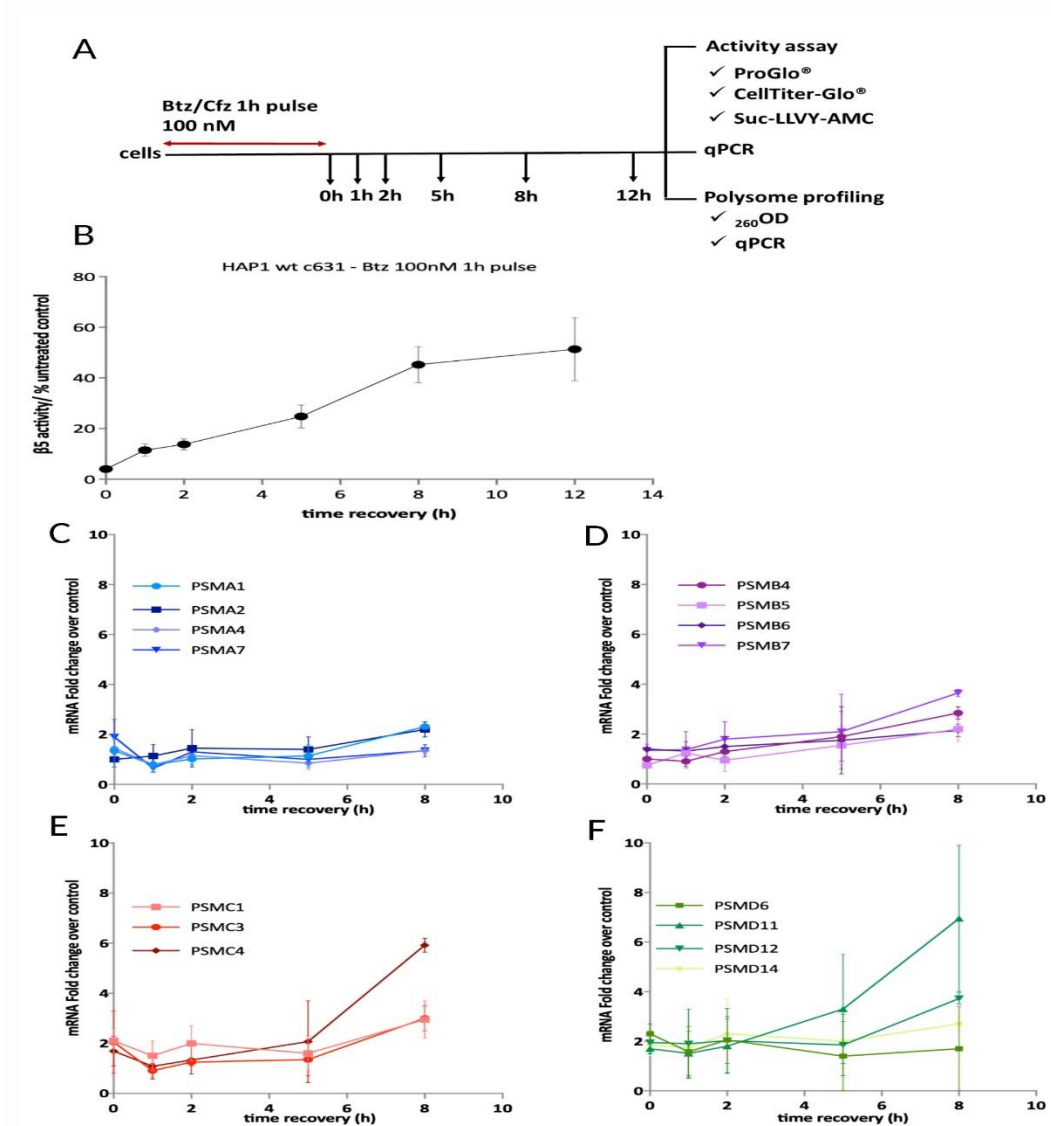 A
Btz/Cfz 1h pulse
100 nM
cells
0h 1h 2h 5h 8h 12h
Activity assay
✓ ProGlo®
✓ CellTiter-Glo®
✓ Suc-LLVY-AMC
qPCR
Polysome profiling
✓ ₂₆₀OD
✓ qPCR
B
HAP1 wt c631 - Btz 100nM 1h pulse
β5 activity/ % untreated control
80
60
40
20
0
0 2 4 6 8 10 12 14
time recovery (h)
C
mRNA Fold change over control
10
8
6
4
2
0
PSMA1
PSMA2
PSMA4
PSMA7
0 2 4 6 8 10
time recovery (h)
D
mRNA Fold change over control
10
8
6
4
2
0
PSMB4
PSMB5
PSMB6
PSMB7
0 2 4 6 8 10
time recovery (h)
E
mRNA Fold change over control
10
8
6
4
2
0
PSMC1
PSMC3
PSMC4
0 2 4 6 8 10
time recovery (h)
F
mRNA Fold change over control
10
8
6
4
2
0
PSMD6
PSMD11
PSMD12
PSMD14
0 2 4 6 8 10
time recovery (h)